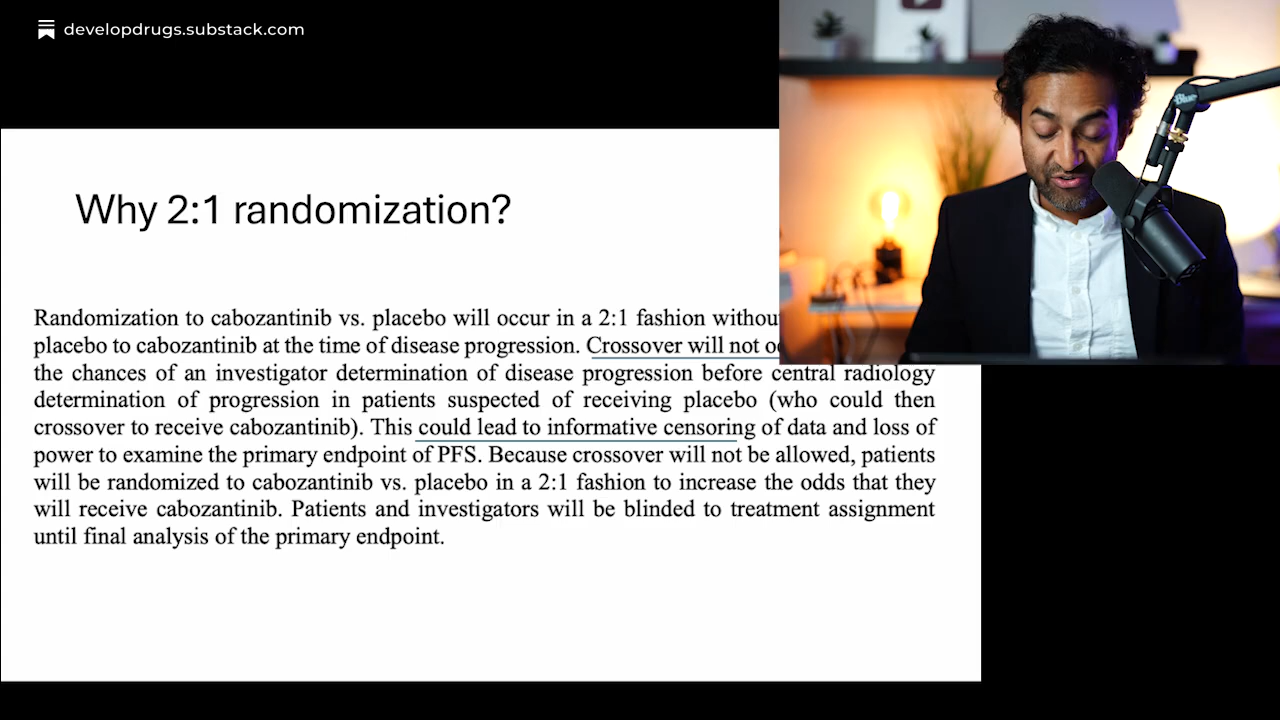 developdrugs.substack.com
Why 2:1 randomization?
Randomization to cabozantinib vs. placebo will occur in a 2:1 fashion
placebo to cabozantinib at the time of disease progression. Crossover will not
the chances of an investigator determination of disease progression before central radiology
determination of progression in patients suspected of receiving placebo (who could then
crossover to receive cabozantinib). This could lead to informative censoring of data and loss of
power to examine the primary endpoint of PFS. Because crossover will not be allowed, patients
will be randomized to cabozantinib vs. placebo in a 2:1 fashion to increase the odds that they
will receive cabozantinib. Patients and investigators will be blinded to treatment assignment
until final analysis of the primary endpoint.
Blue